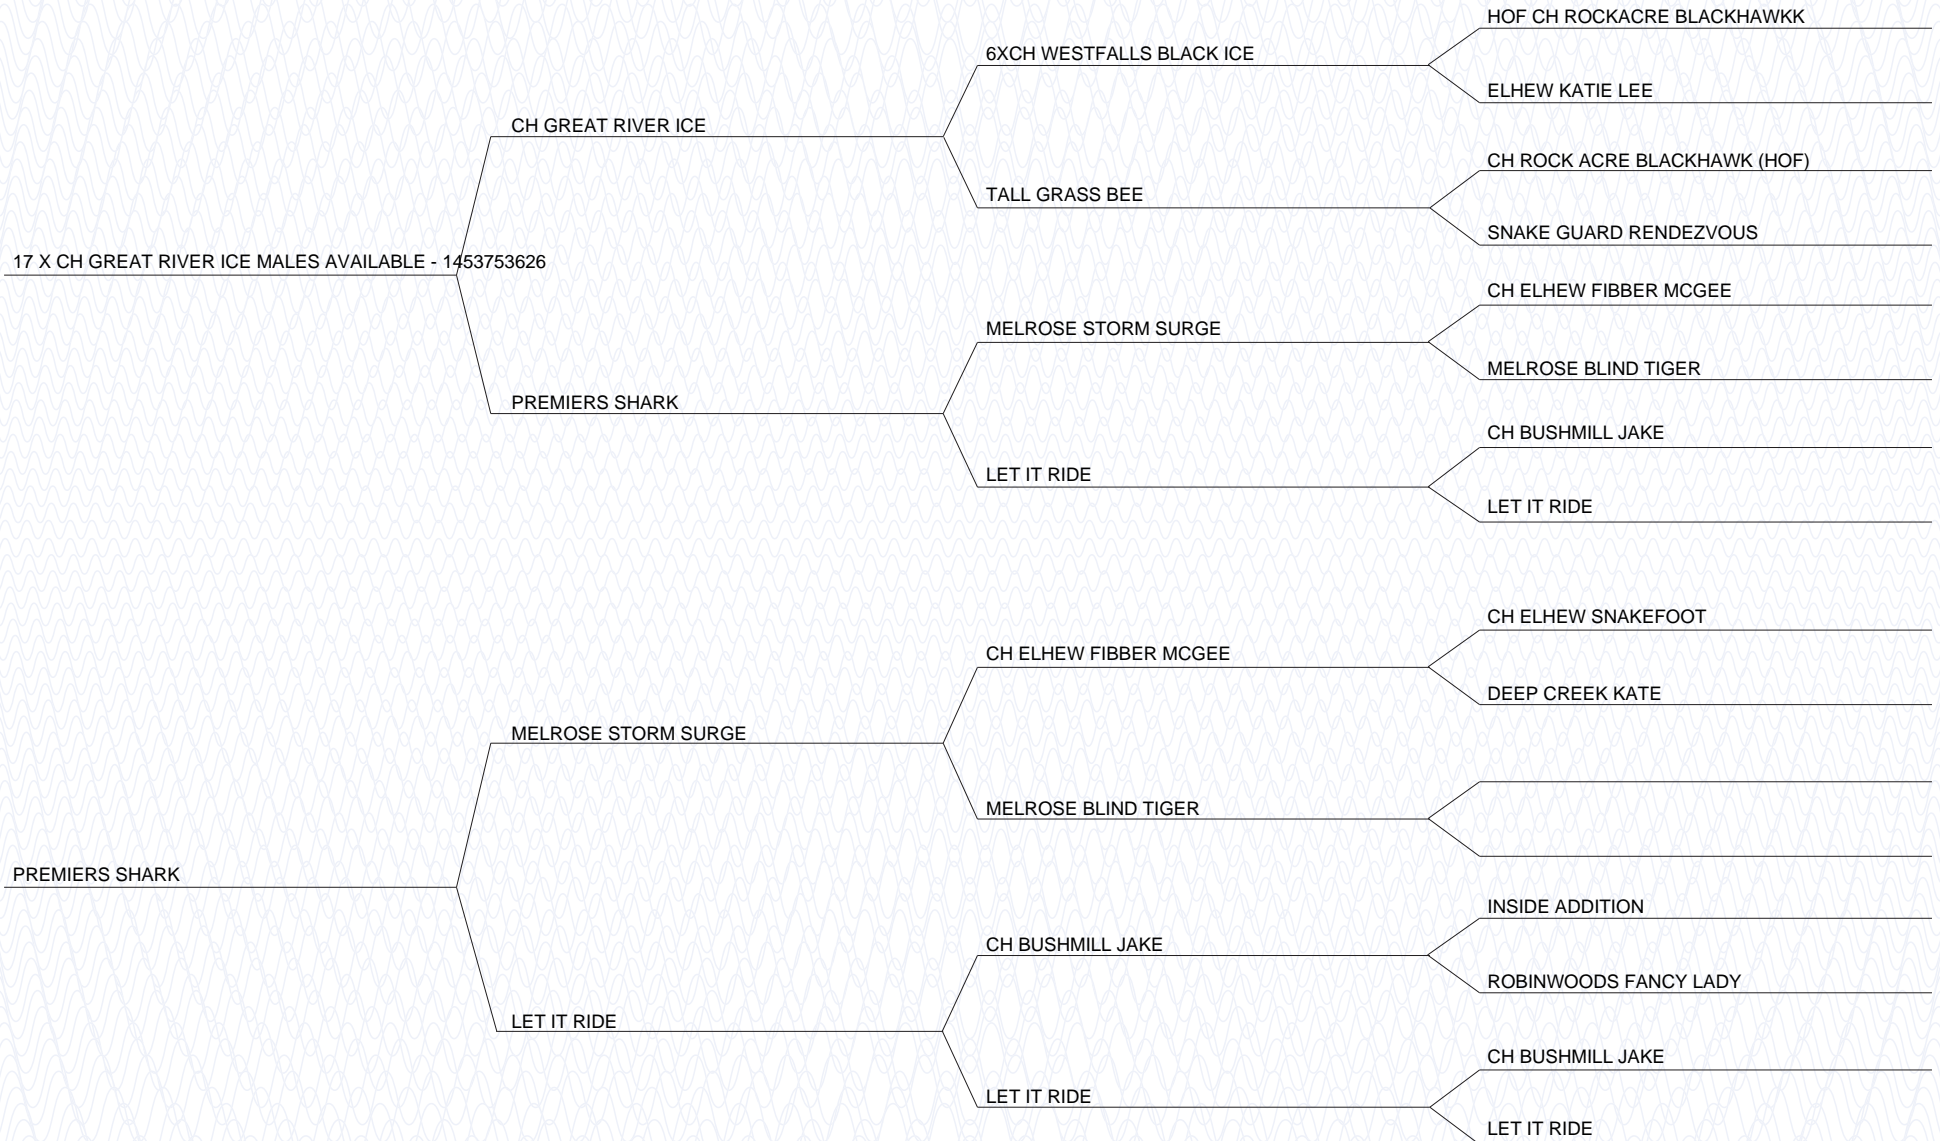 HOF CH ROCKACRE BLACKHAWKK
6XCH WESTFALLS BLACK ICE
ELHEW KATIE LEE
CH GREAT RIVER ICE
CH ROCK ACRE BLACKHAWK (HOF)
TALL GRASS BEE
SNAKE GUARD RENDEZVOUS
17 X CH GREAT RIVER ICE MALES AVAILABLE - 1453753626
CH ELHEW FIBBER MCGEE
MELROSE STORM SURGE
MELROSE BLIND TIGER
PREMIERS SHARK
CH BUSHMILL JAKE
LET IT RIDE
LET IT RIDE
CH ELHEW SNAKEFOOT
CH ELHEW FIBBER MCGEE
DEEP CREEK KATE
MELROSE STORM SURGE
MELROSE BLIND TIGER
PREMIERS SHARK
INSIDE ADDITION
CH BUSHMILL JAKE
ROBINWOODS FANCY LADY
LET IT RIDE
CH BUSHMILL JAKE
LET IT RIDE
LET IT RIDE